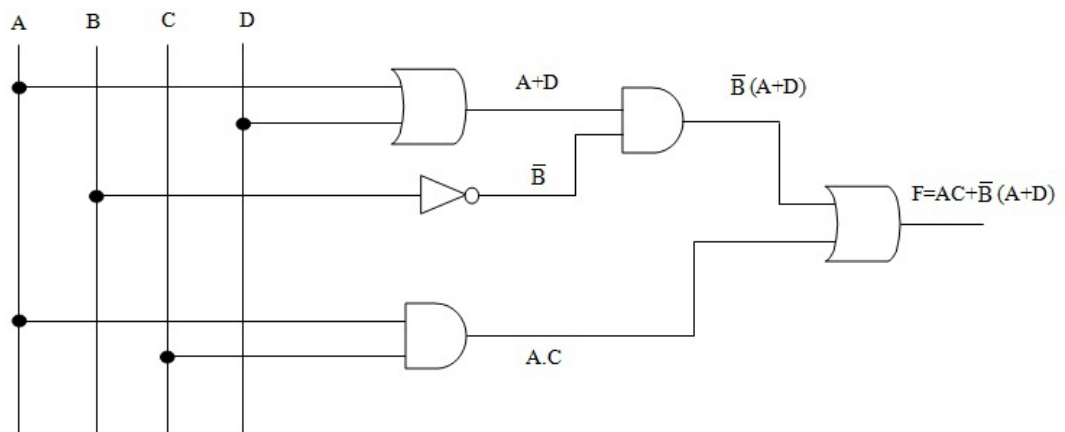 A B C D
A+D
B̅ (A+D)
B̅
F=AC+B̅ (A+D)
A.C